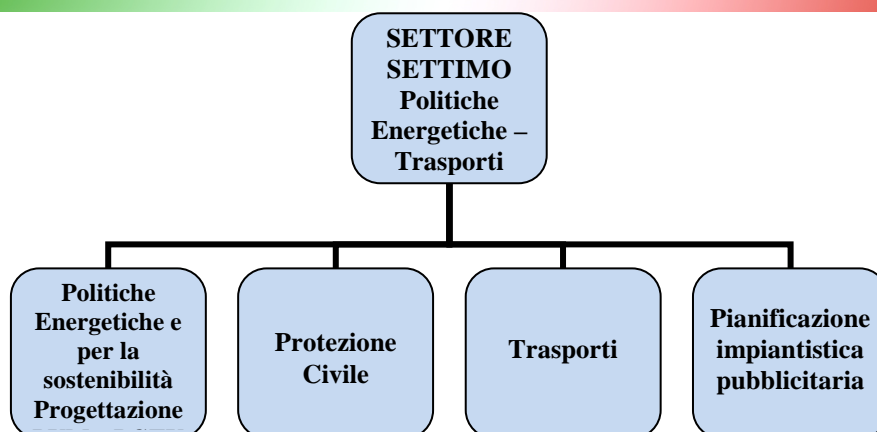 SETTORE
SETTIMO
Politiche
Energetiche –
Trasporti
Politiche
Energetiche e
per la
sostenibilità
Progettazione
Protezione
Civile
Trasporti
Pianificazione
impiantistica
pubblicitaria